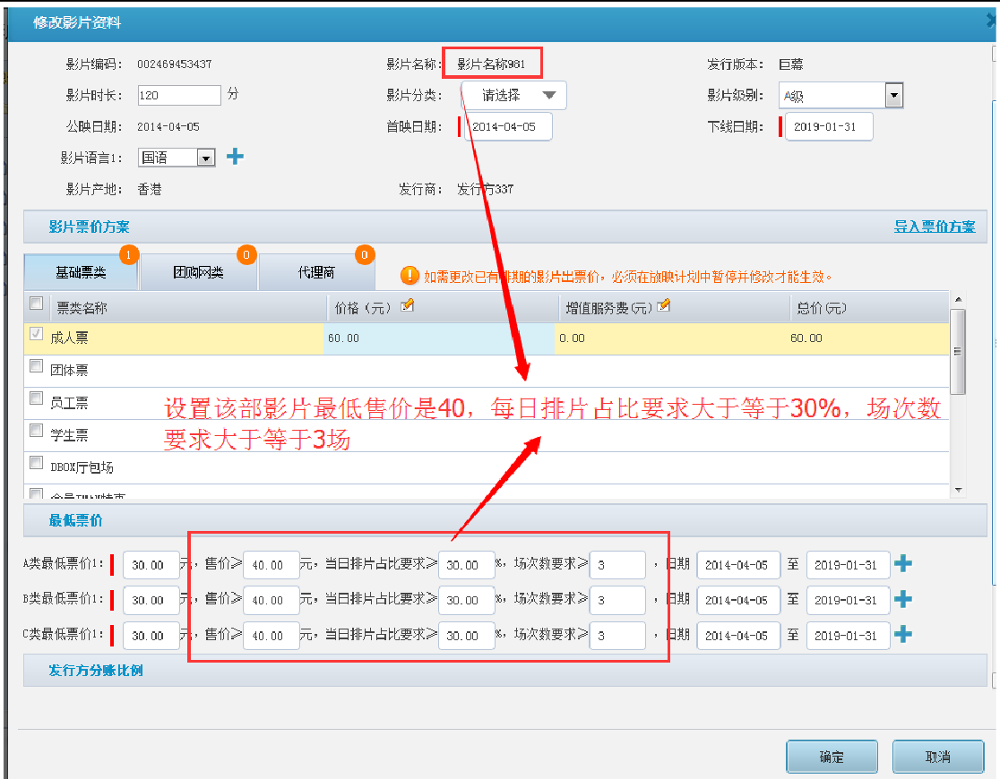 修改影片资料
影片编码： 002469453437 影片名称： 影片名称981 发行版本： 巨幕
影片时长： 120 分 影片分类： 请选择 影片级别： A级
公映日期： 2014-04-05 首映日期： 2014-04-05 下线日期： 2019-01-31
影片语言1： 国语
影片产地： 香港 发行商： 发行方337
影片票价方案 导入票价方案
基础票类 1 团购网类 0 代理商 0 如需更改已有排期的影片出票价，必须在放映计划中暂停并修改才能生效。
票类名称 价格（元） 增值服务费(元) 总价(元)
成人票 60.00 0.00 60.00
团体票
员工票
学生票
DBOX厅包场
设置该部影片最低售价是40，每日排片占比要求大于等于30%，场次数
要求大于等于3场
最低票价
A类最低票价1： 30.00 元，售价≥ 40.00 元，当日排片占比要求≥ 30.00 %，场次数要求≥ 3 ，日期 2014-04-05 至 2019-01-31
B类最低票价1： 30.00 元，售价≥ 40.00 元，当日排片占比要求≥ 30.00 %，场次数要求≥ 3 ，日期 2014-04-05 至 2019-01-31
C类最低票价1： 30.00 元，售价≥ 40.00 元，当日排片占比要求≥ 30.00 %，场次数要求≥ 3 ，日期 2014-04-05 至 2019-01-31
发行方分账比例
确定 取消